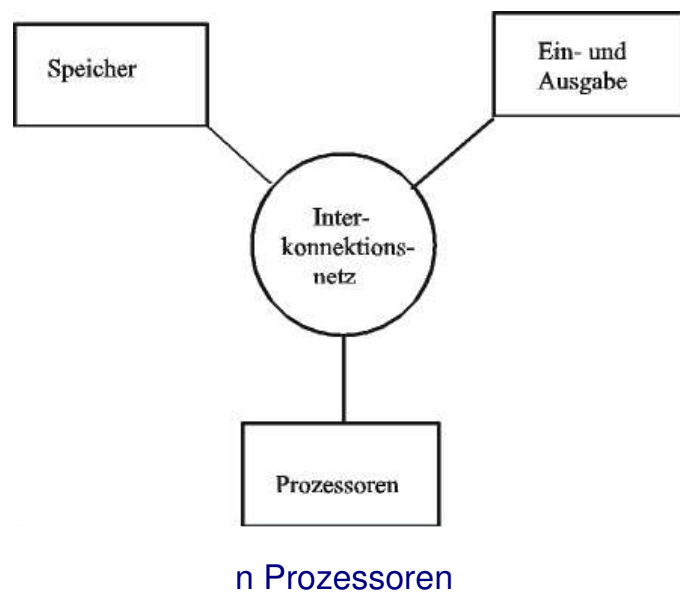 Speicher
Ein- und
Ausgabe
Inter-
konnektions-
netz
Prozessoren
n Prozessoren